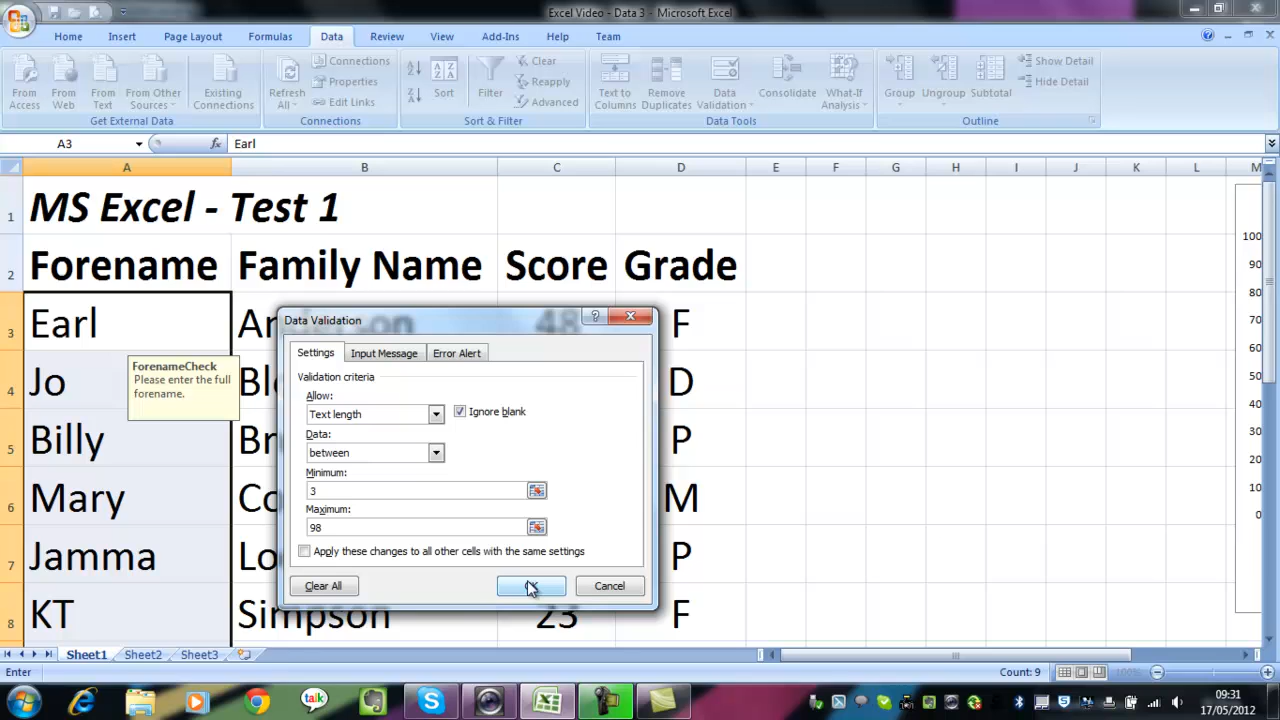 Excel Video - Data 3 - Microsoft Excel
Home Insert Page Layout Formulas Data Review View Add-Ins Help Team
From Access
From Web
From Text
From Other Sources
Existing Connections
Get External Data
Refresh All
Connections
Properties
Edit Links
Connections
Sort
Filter
Clear
Reapply
Advanced
Sort & Filter
Text to Columns
Remove Duplicates
Data Validation
Consolidate
What-If Analysis
Data Tools
Group
Ungroup
Subtotal
Show Detail
Hide Detail
Outline
A3 fx Earl
A B C D E F G H I J K L M
1 MS Excel - Test 1
2 Forename Family Name Score Grade
3 Earl 48 F
4 Jo D
5 Billy P
6 Mary M
7 Jamma P
8 KT Simpson 23 F
ForenameCheck
Please enter the full
forename.
Data Validation
Settings Input Message Error Alert
Validation criteria
Allow:
Text length Ignore blank
Data:
between
Minimum:
3
Maximum:
98
Apply these changes to all other cells with the same settings
Clear All Cancel
100
90
80
70
60
50
40
30
20
10
0
Sheet1 Sheet2 Sheet3
Enter Count: 9 100%
talk
09:31
17/05/2012